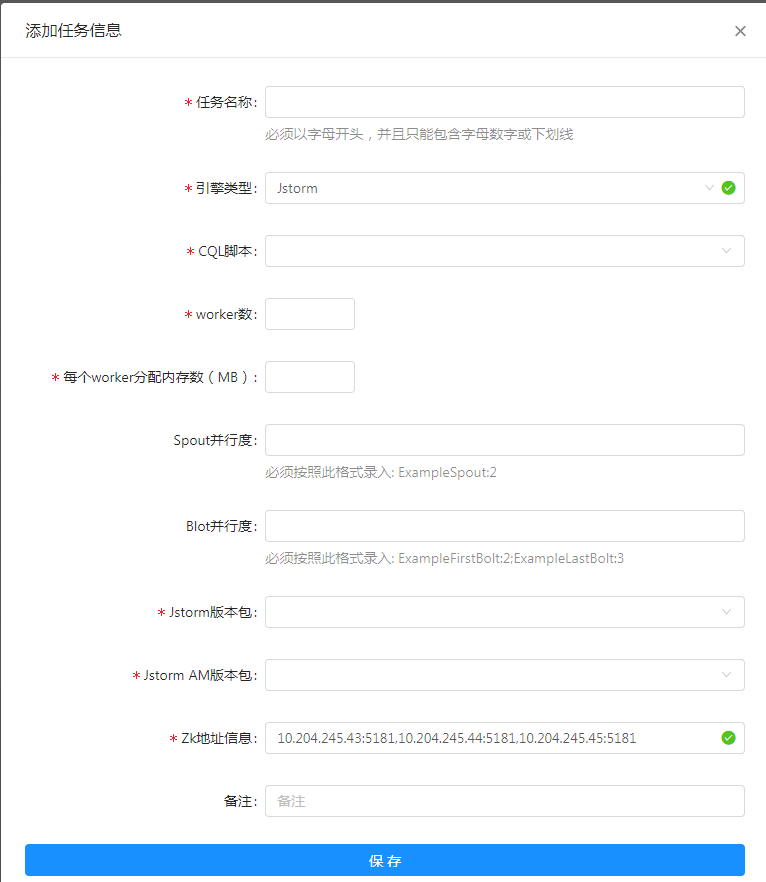 添加任务信息
* 任务名称:
必须以字母开头，并且只能包含字母数字或下划线
* 引擎类型: Jstorm
* CQL脚本:
* worker数:
* 每个worker分配内存数（MB）:
Spout并行度:
必须按照此格式录入: ExampleSpout:2
Blot并行度:
必须按照此格式录入: ExampleFirstBolt:2;ExampleLastBolt:3
* Jstorm版本包:
* Jstorm AM版本包:
* Zk地址信息: 10.204.245.43:5181,10.204.245.44:5181,10.204.245.45:5181
备注: 备注
保 存